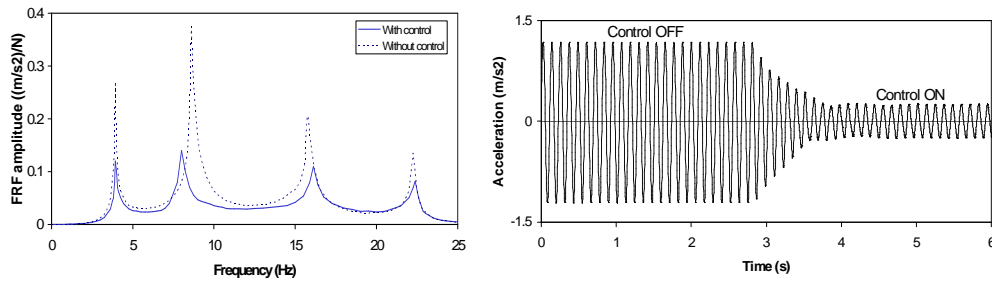 0.4
0.3
0.2
0.1
0
FRF amplitude ((m/s2)/N)
With control
Without control
0 5 10 15 20 25
Frequency (Hz)
1.5
0
-1.5
Acceleration (m/s2)
Control OFF
Control ON
0 1 2 3 4 5 6
Time (s)